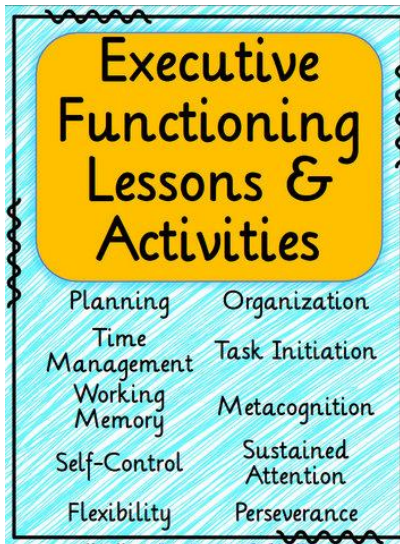 Executive
Functioning
Lessons &
Activities
Planning
Organization
Time
Management
Task Initiation
Working
Memory
Metacognition
Self-Control
Sustained
Attention
Flexibility
Perseverance